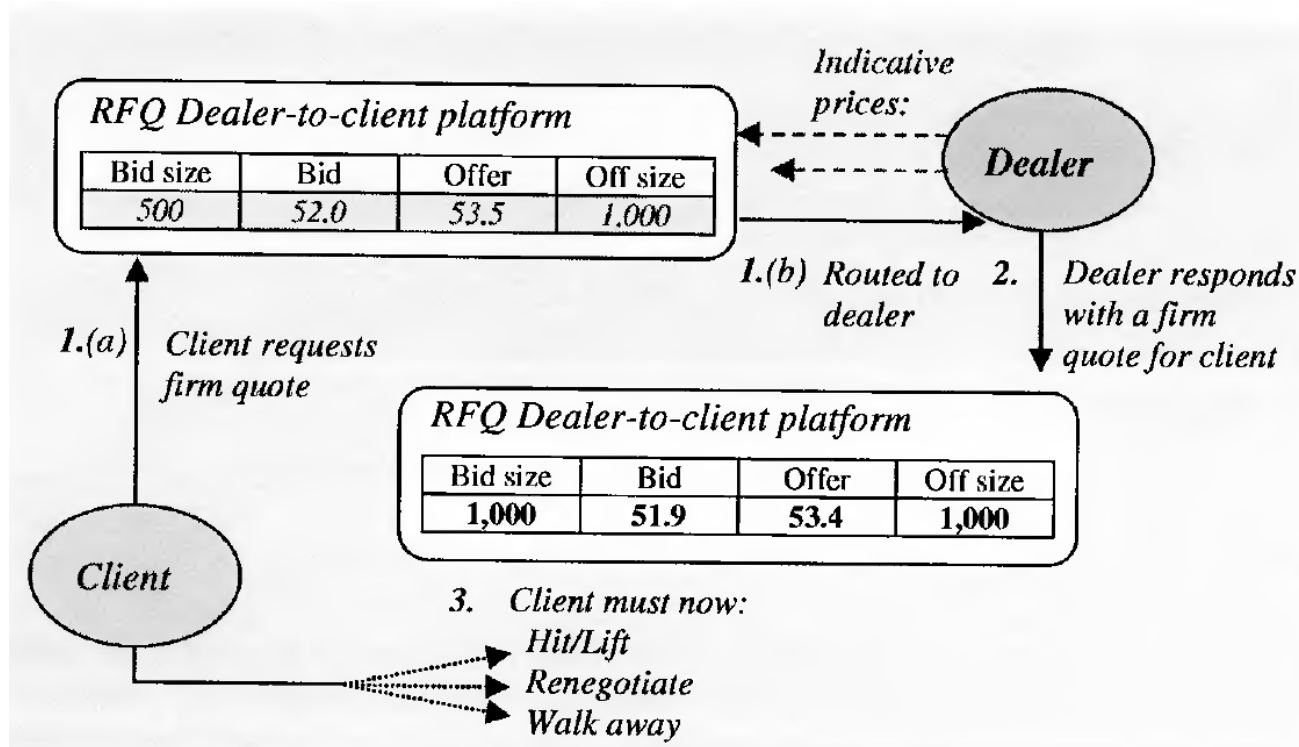 Indicative
prices:
RFQ Dealer-to-client platform
Bid size Bid Offer Off size
500 52.0 53.5 1,000
Dealer
1.(a) Client requests
firm quote
1.(b) Routed to
dealer
2. Dealer responds
with a firm
quote for client
RFQ Dealer-to-client platform
Bid size Bid Offer Off size
1,000 51.9 53.4 1,000
Client
3. Client must now:
Hit/Lift
Renegotiate
Walk away